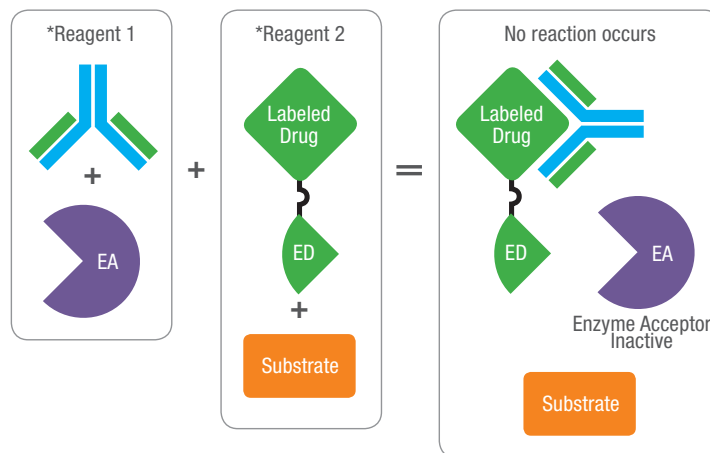 *Reagent 1
+
EA
+
*Reagent 2
Labeled
Drug
ED
+
Substrate
=
No reaction occurs
Labeled
Drug
ED
EA
Enzyme Acceptor
Inactive
Substrate